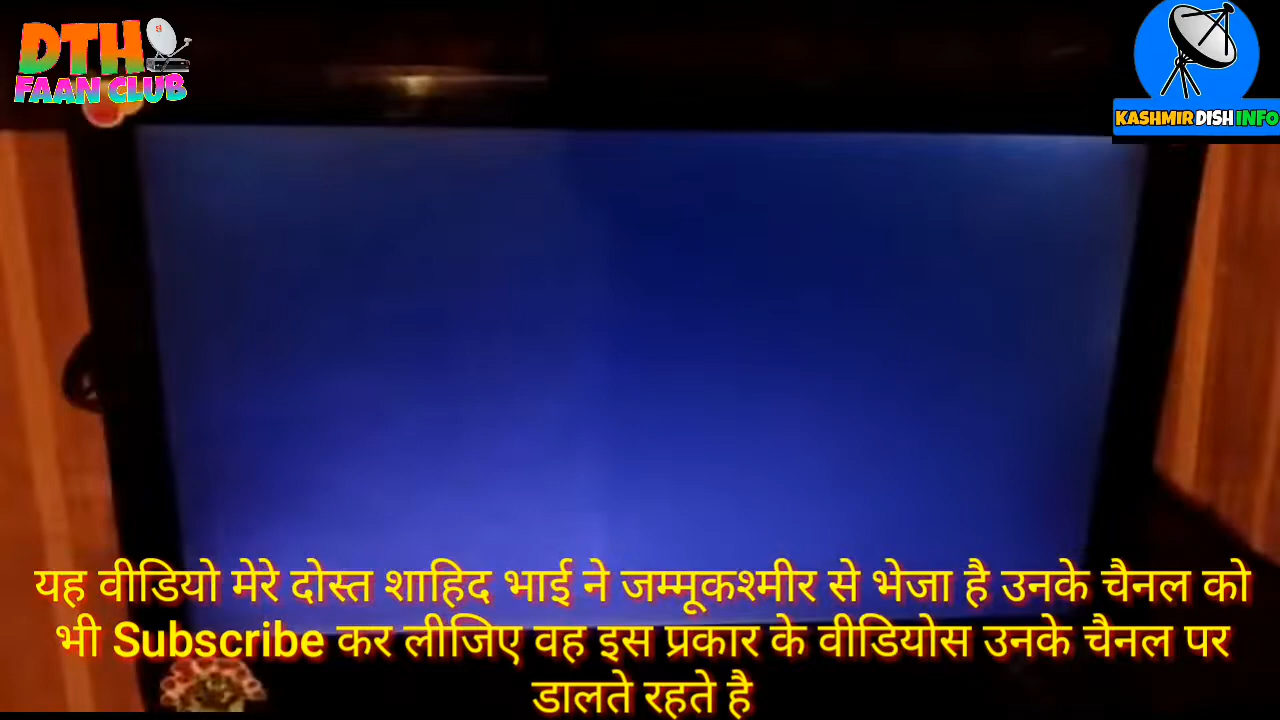 DTH
FAAN CLUB
KASHMIR DISH INFO
यह वीडियो मेरे दोस्त शाहिद भाई ने जम्मूकश्मीर से भेजा है उनके चैनल को
भी Subscribe कर लीजिए वह इस प्रकार के वीडियोस उनके चैनल पर
डालते रहते है